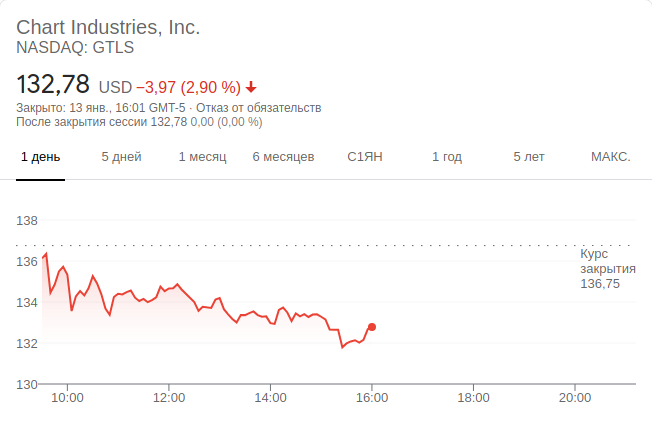 Chart Industries, Inc.
NASDAQ: GTLS
132,78 USD −3,97 (2,90 %)
Закрыто: 13 янв., 16:01 GMT-5 · Отказ от обязательств
После закрытия сессии 132,78 0,00 (0,00 %)
1 день 5 дней 1 месяц 6 месяцев С1ЯН 1 год 5 лет МАКС.
138
136
134
132
130
Курс
закрытия
136,75
10:00 12:00 14:00 16:00 18:00 20:00